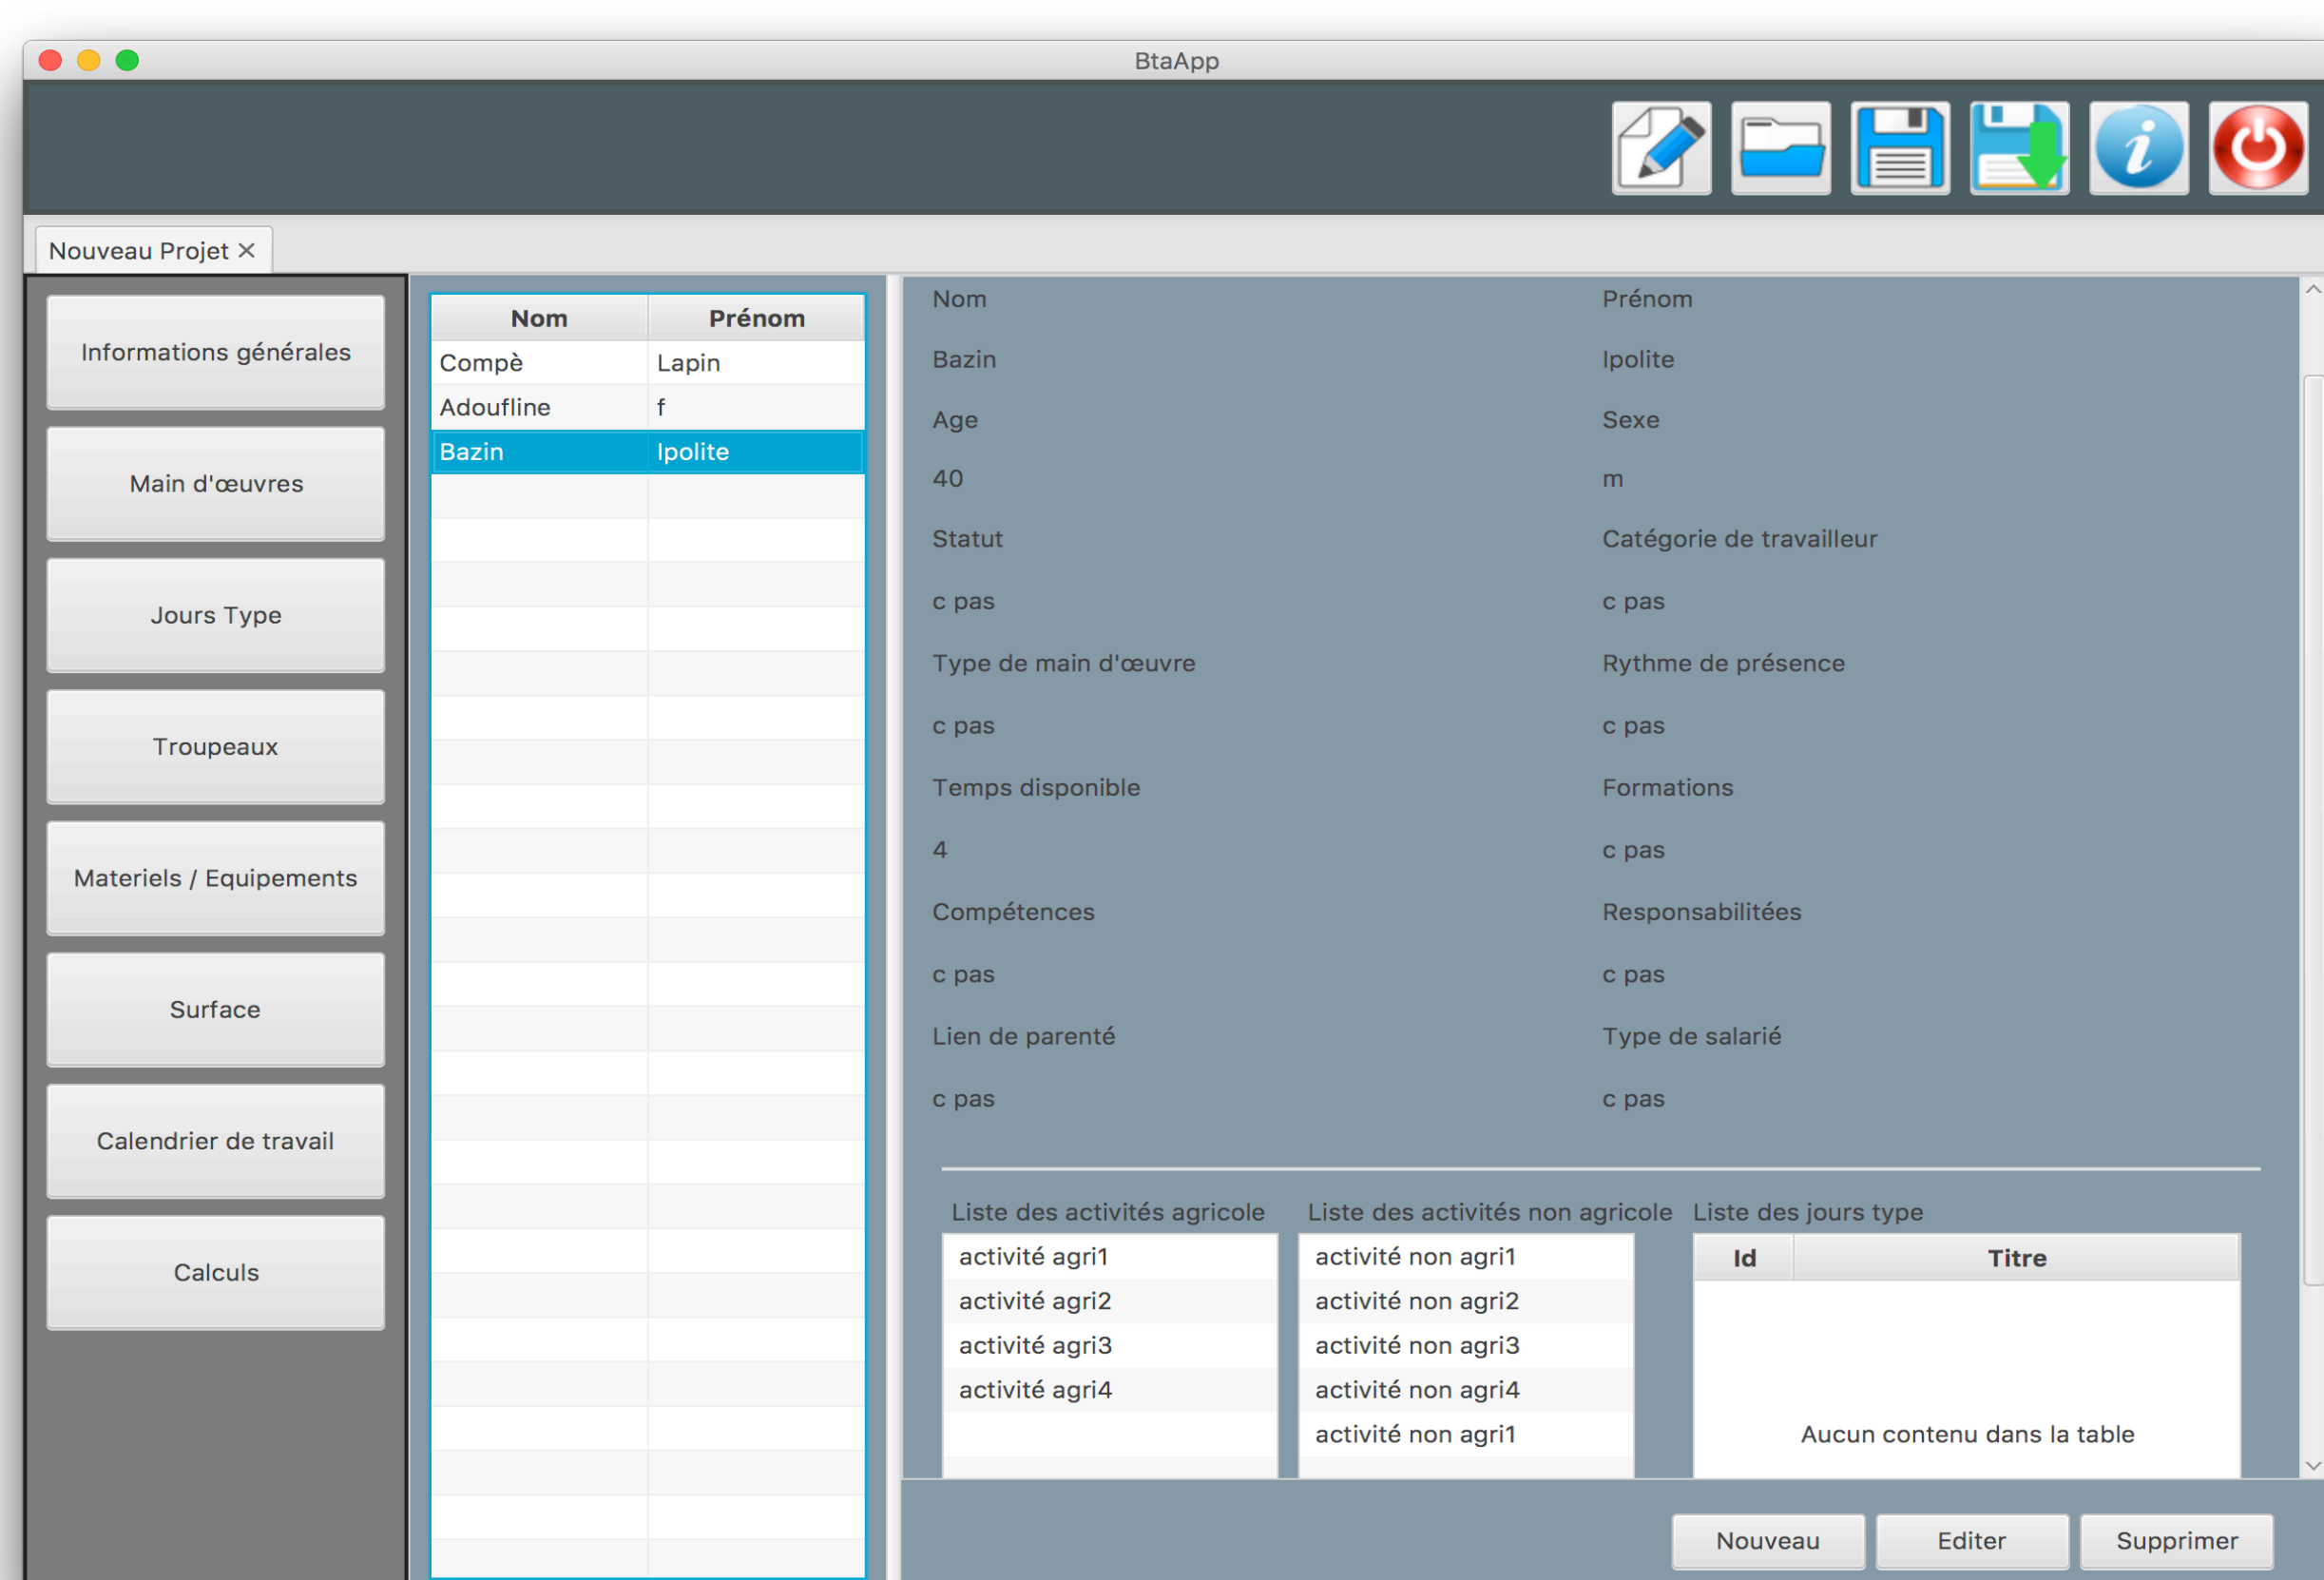 BtaApp
Nouveau Projet
Informations générales
Main d'œuvres
Jours Type
Troupeaux
Materiels / Equipements
Surface
Calendrier de travail
Calculs
Nom Prénom
Compè Lapin
Adoufline f
Bazin Ipolite
Nom Prénom
Bazin Ipolite
Age Sexe
40 m
Statut Catégorie de travailleur
c pas c pas
Type de main d'œuvre Rythme de présence
c pas c pas
Temps disponible Formations
4 c pas
Compétences Responsabilitées
c pas c pas
Lien de parenté Type de salarié
c pas c pas
Liste des activités agricole
activité agri1
activité agri2
activité agri3
activité agri4
Liste des activités non agricole
activité non agri1
activité non agri2
activité non agri3
activité non agri4
activité non agri1
Liste des jours type
Id Titre
Aucun contenu dans la table
Nouveau Editer Supprimer